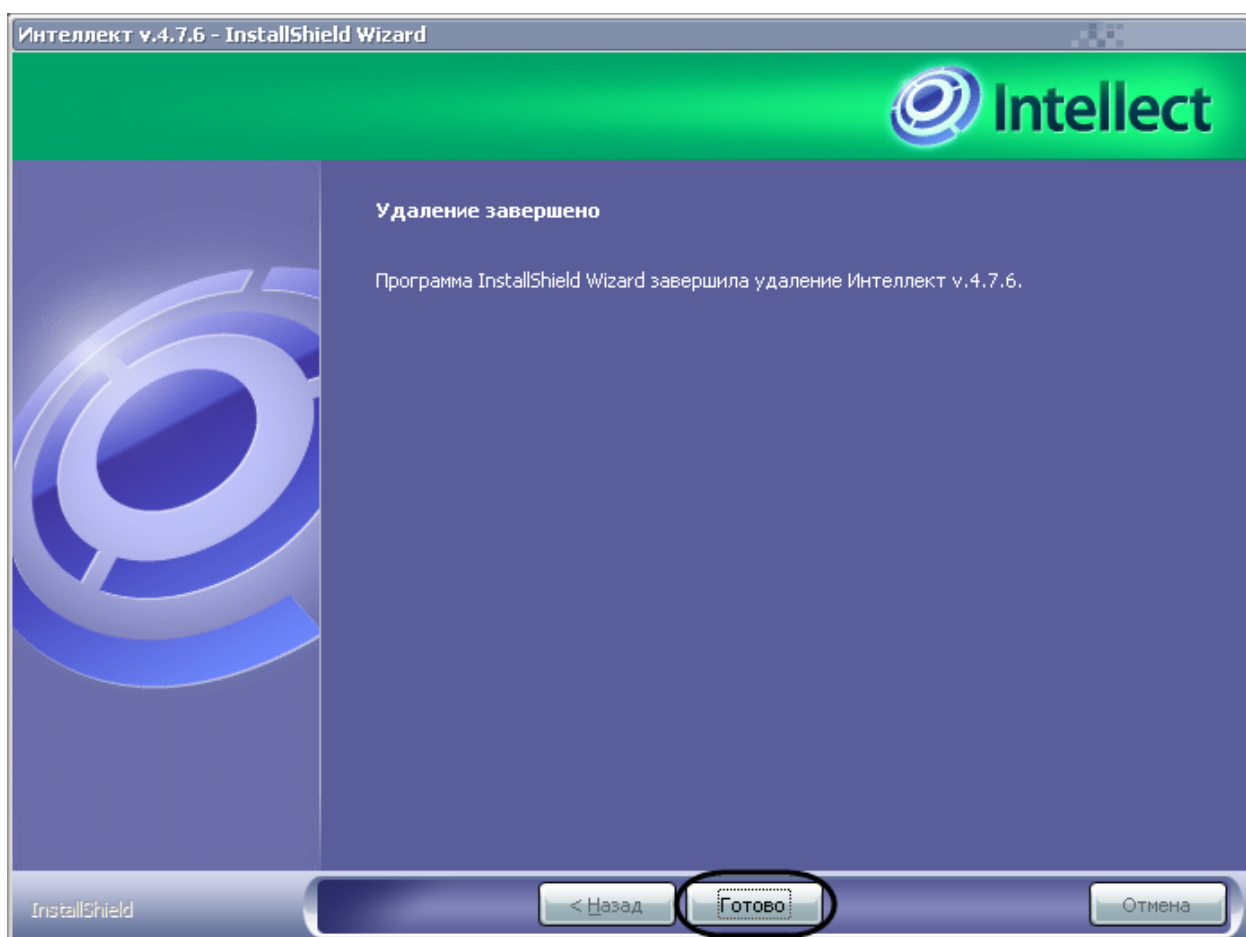 Интеллект v.4.7.6 - InstallShield Wizard
Intellect
Удаление завершено
Программа InstallShield Wizard завершила удаление Интеллект v.4.7.6.
InstallShield
< Назад
Готово
Отмена